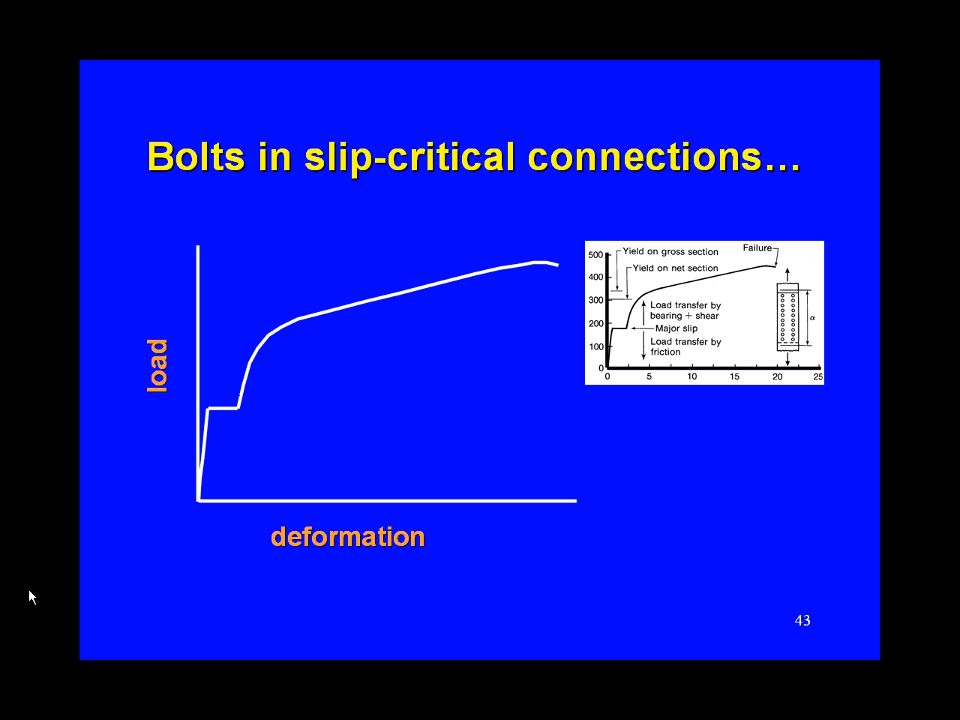 Bolts in slip-critical connections…
load
deformation
500
400
300
200
100
0
0
5
10
15
20
25
Yield on gross section
Failure
Yield on net section
Load transfer by
bearing + shear
Major slip
Load transfer by
friction
α
43